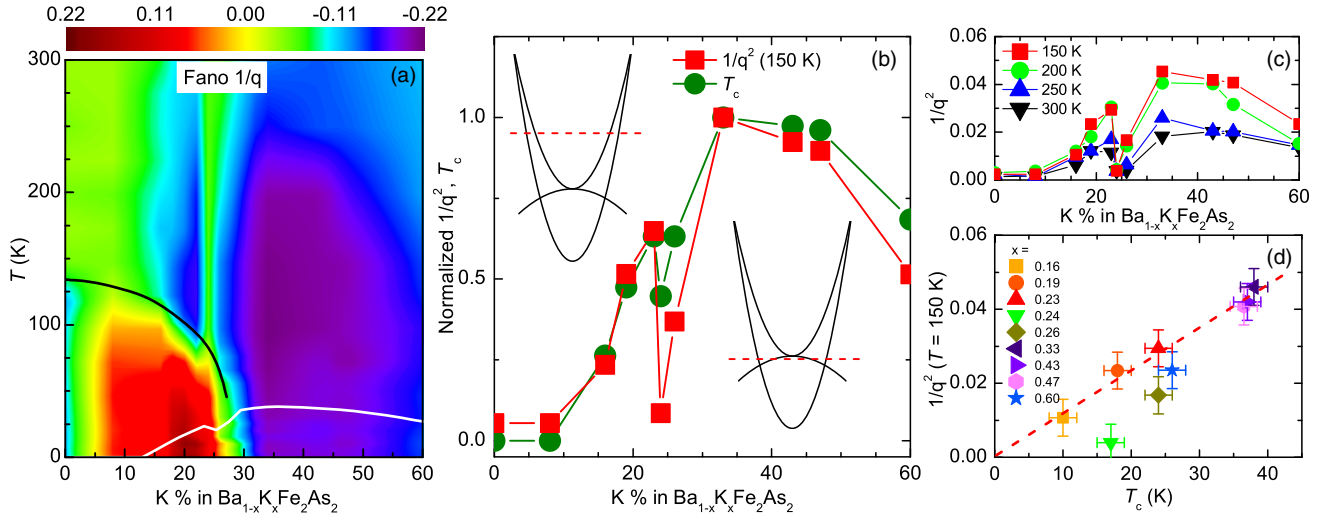 0.22 0.11 0.00 -0.11 -0.22
Fano 1/q
(a)
300
200
100
0
T (K)
0 10 20 30 40 50 60
K % in Ba1-xKxFe2As2
(b)
1/q2 (150 K)
Tc
1.0
0.5
0.0
Normalized 1/q2, Tc
0 20 40 60
K % in Ba1-xKxFe2As2
(c)
150 K
200 K
250 K
300 K
0.06
0.04
0.02
0.00
1/q2
0 10 20 30 40 50 60
K % in Ba1-xKxFe2As2
(d)
x =
0.16
0.19
0.23
0.24
0.26
0.33
0.43
0.47
0.60
0.06
0.04
0.02
0.00
1/q2 (T = 150 K)
0 10 20 30 40
Tc (K)